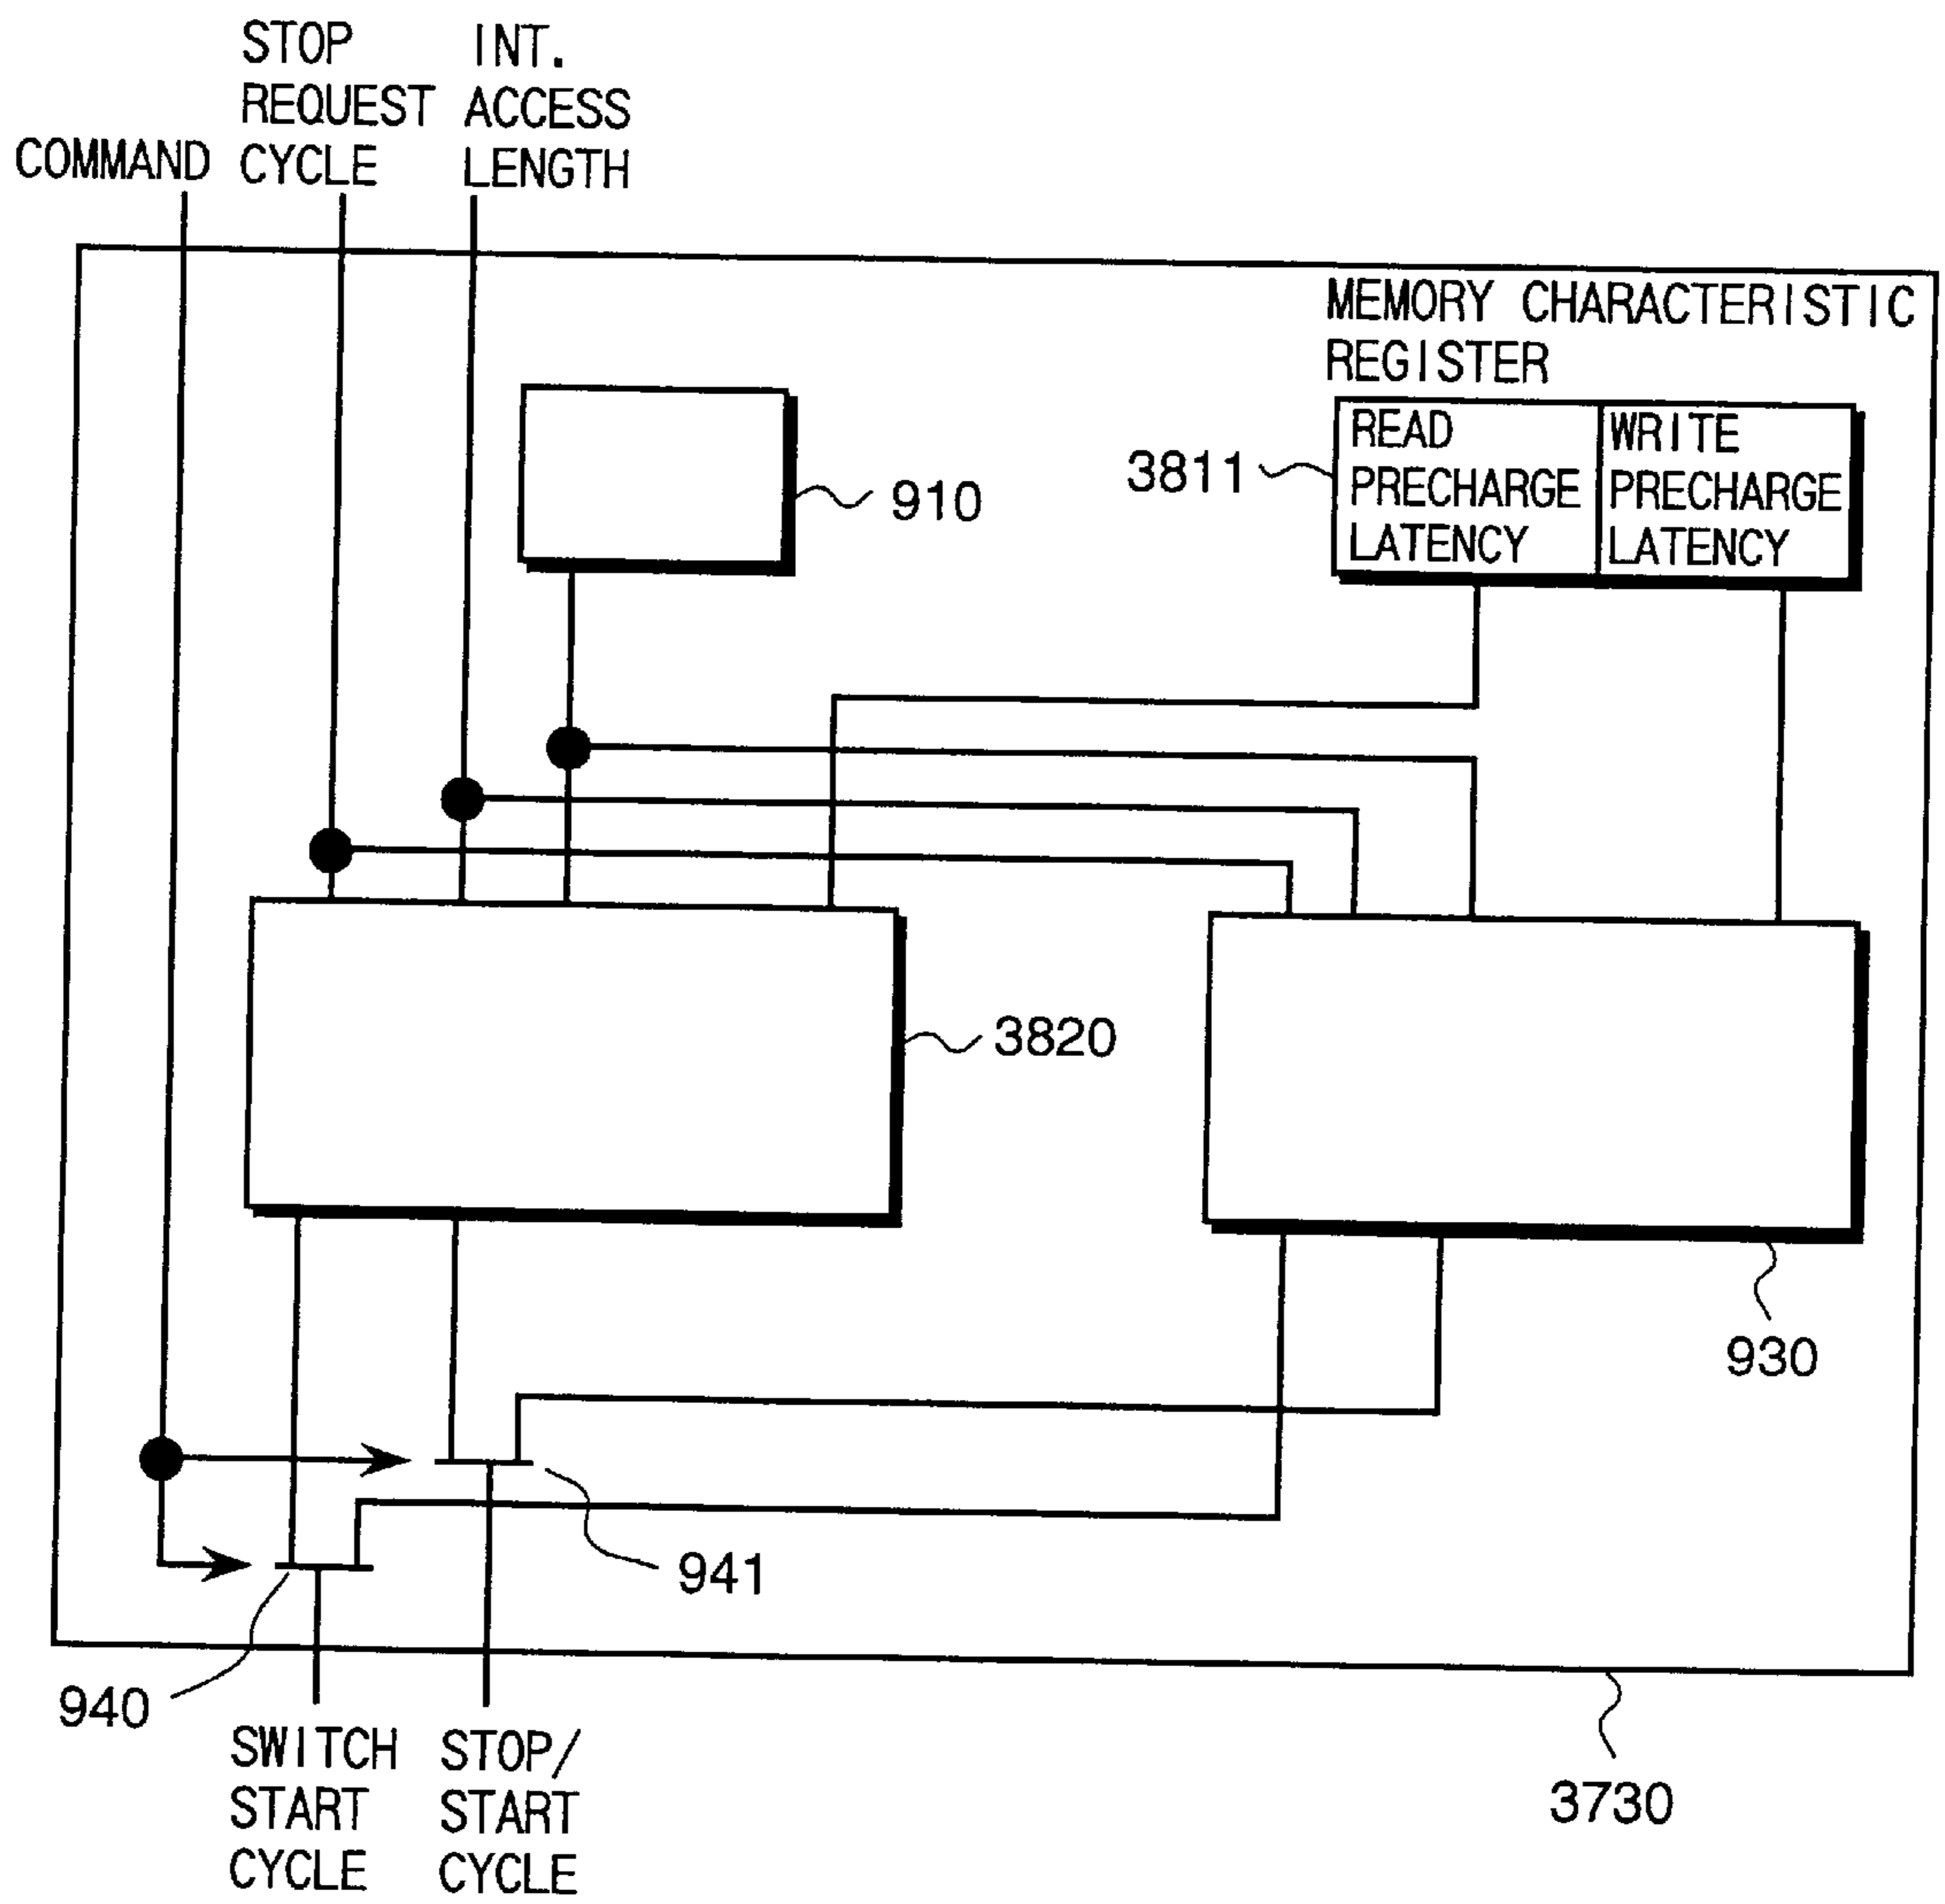 STOP
REQUEST
CYCLE
INT.
ACCESS
LENGTH
COMMAND
MEMORY CHARACTERISTIC
REGISTER
READ
PRECHARGE
LATENCY
WRITE
PRECHARGE
LATENCY
3811
910
3820
930
941
940
SWITCH
START
CYCLE
STOP/
START
CYCLE
3730